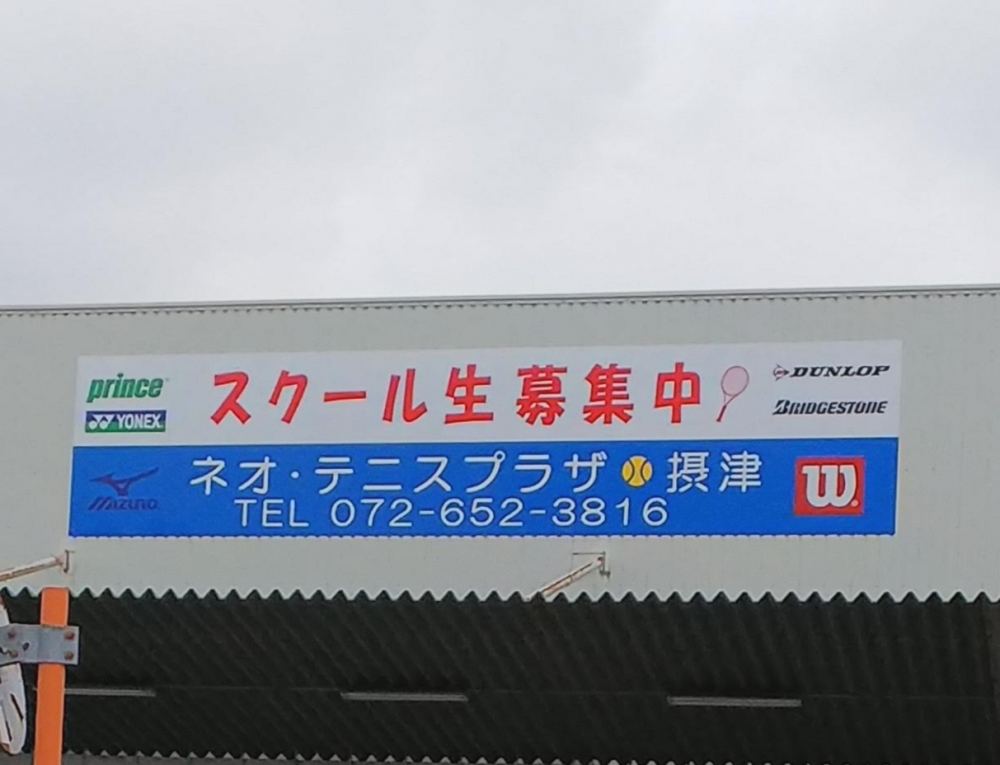 prince
YONEX
スクール生募集中
DUNLOP
BRIDGESTONE
MIZUNO
ネオ・テニスプラザ摂津
TEL 072-652-3816
W